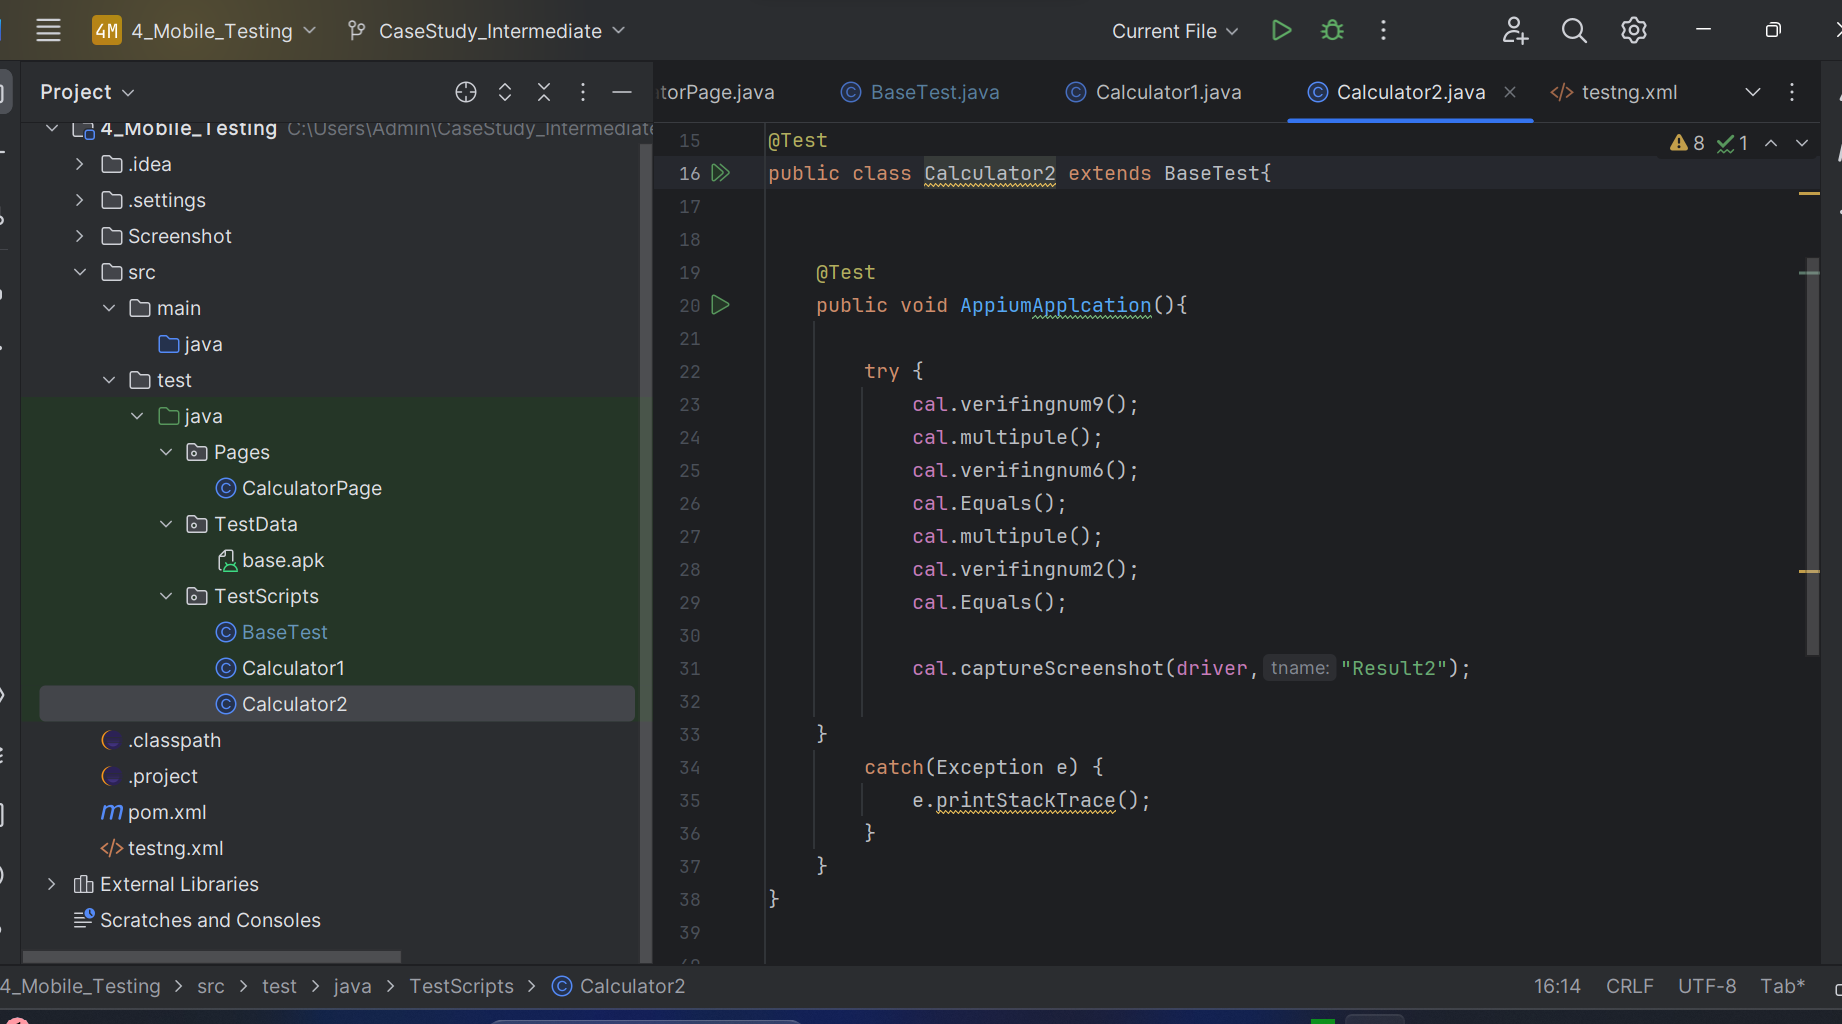 4M 4_Mobile_Testing CaseStudy_Intermediate Current File
Project
4_Mobile_Testing C:\Users\Admin\CaseStudy_Intermediate
.idea
.settings
Screenshot
src
main
java
test
java
Pages
CalculatorPage
TestData
base.apk
TestScripts
BaseTest
Calculator1
Calculator2
.classpath
.project
pom.xml
testng.xml
External Libraries
Scratches and Consoles
torPage.java BaseTest.java Calculator1.java Calculator2.java testng.xml
8 1
15 @Test
16 public class Calculator2 extends BaseTest{
17
18
19 @Test
20 public void AppiumApplcation(){
21
22 try {
23 cal.verifingnum9();
24 cal.multipule();
25 cal.verifingnum6();
26 cal.Equals();
27 cal.multipule();
28 cal.verifingnum2();
29 cal.Equals();
30
31 cal.captureScreenshot(driver, tname: "Result2");
32
33 }
34 catch(Exception e) {
35 e.printStackTrace();
36 }
37 }
38 }
39
4_Mobile_Testing > src > test > java > TestScripts > Calculator2 16:14 CRLF UTF-8 Tab*